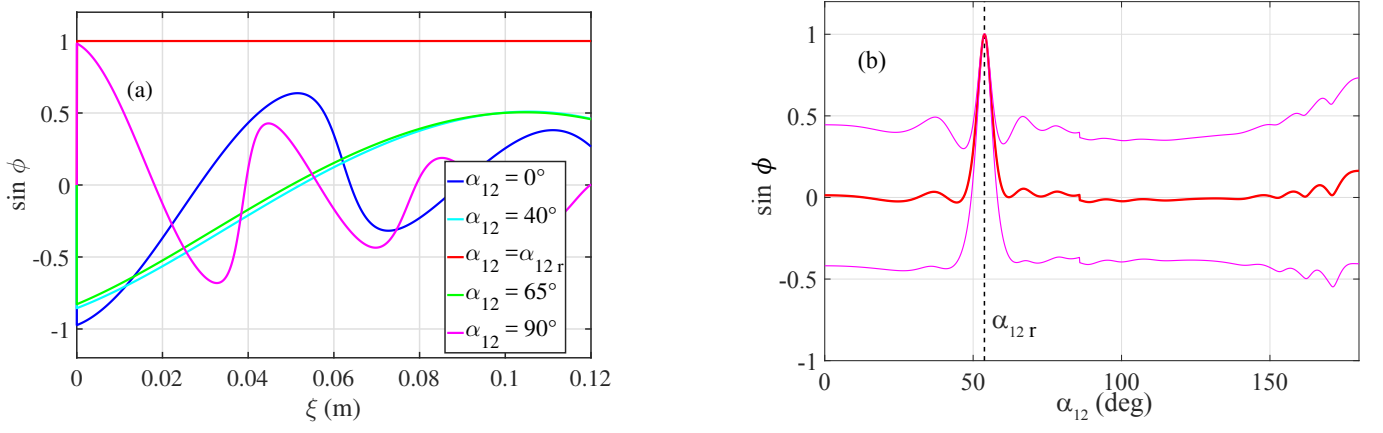 1
0.5
0
-0.5
-1
sin ϕ
(a)
α₁₂ = 0°
α₁₂ = 40°
α₁₂ =α₁₂ ᵣ
α₁₂ = 65°
α₁₂ = 90°
0 0.02 0.04 0.06 0.08 0.1 0.12
ξ (m)
1
0.5
0
-0.5
-1
sin ϕ
(b)
α₁₂ ᵣ
0 50 100 150
α₁₂ (deg)